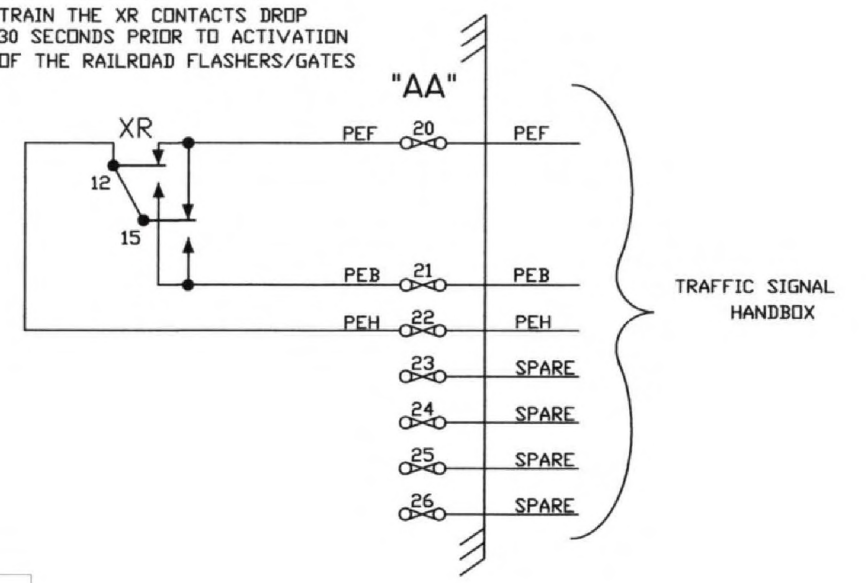 TRAIN THE XR CONTACTS DROP
30 SECONDS PRIOR TO ACTIVATION
OF THE RAILROAD FLASHERS/GATES
"AA"
XR
12
15
PEF 20 PEF
PEB 21 PEB
PEH 22 PEH
23 SPARE
24 SPARE
25 SPARE
26 SPARE
TRAFFIC SIGNAL
HANDBOX